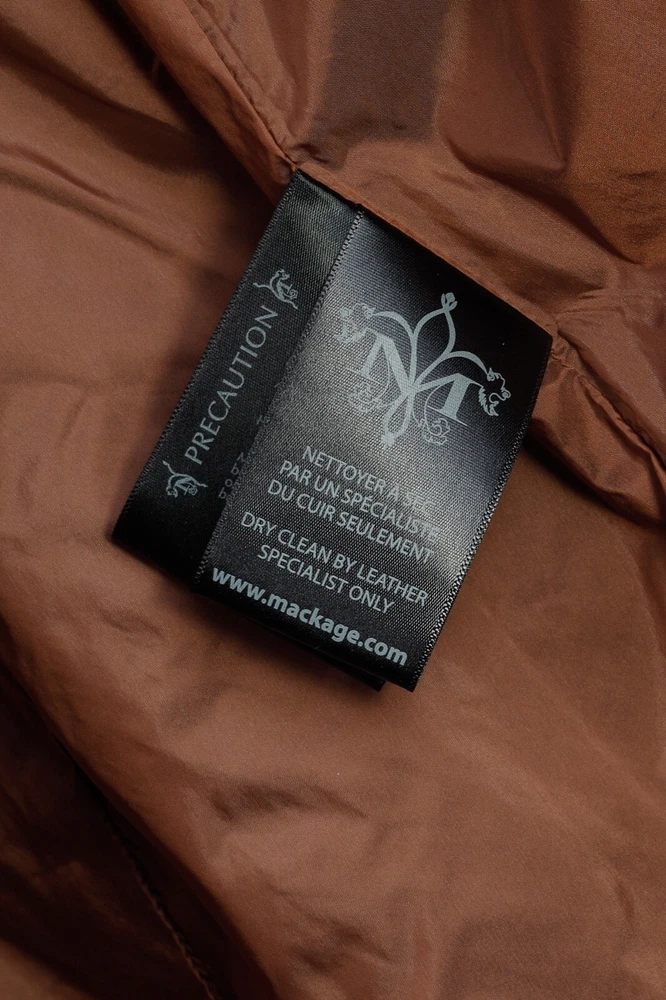 PRECAUTION
M
NETTOYER A SEC
PAR UN SPÉCIALISTE
DU CUIR SEULEMENT
DRY CLEAN BY LEATHER
SPECIALIST ONLY
www.mackage.com